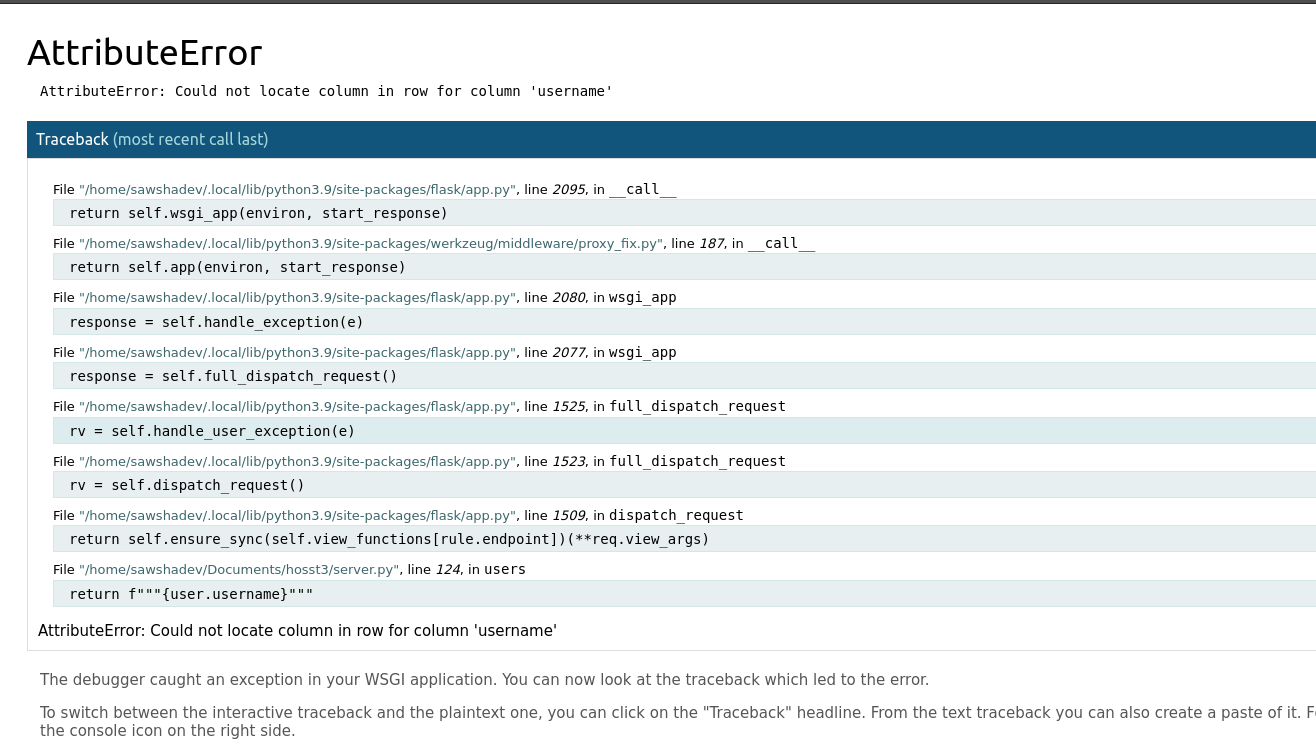 AttributeError
AttributeError: Could not locate column in row for column 'username'
Traceback (most recent call last)
File "/home/sawshadev/.local/lib/python3.9/site-packages/flask/app.py", line 2095, in __call__
return self.wsgi_app(environ, start_response)
File "/home/sawshadev/.local/lib/python3.9/site-packages/werkzeug/middleware/proxy_fix.py", line 187, in __call__
return self.app(environ, start_response)
File "/home/sawshadev/.local/lib/python3.9/site-packages/flask/app.py", line 2080, in wsgi_app
response = self.handle_exception(e)
File "/home/sawshadev/.local/lib/python3.9/site-packages/flask/app.py", line 2077, in wsgi_app
response = self.full_dispatch_request()
File "/home/sawshadev/.local/lib/python3.9/site-packages/flask/app.py", line 1525, in full_dispatch_request
rv = self.handle_user_exception(e)
File "/home/sawshadev/.local/lib/python3.9/site-packages/flask/app.py", line 1523, in full_dispatch_request
rv = self.dispatch_request()
File "/home/sawshadev/.local/lib/python3.9/site-packages/flask/app.py", line 1509, in dispatch_request
return self.ensure_sync(self.view_functions[rule.endpoint])(**req.view_args)
File "/home/sawshadev/Documents/hosst3/server.py", line 124, in users
return f"""{user.username}"""
AttributeError: Could not locate column in row for column 'username'
The debugger caught an exception in your WSGI application. You can now look at the traceback which led to the error.
To switch between the interactive traceback and the plaintext one, you can click on the "Traceback" headline. From the text traceback you can also create a paste of it.
the console icon on the right side.